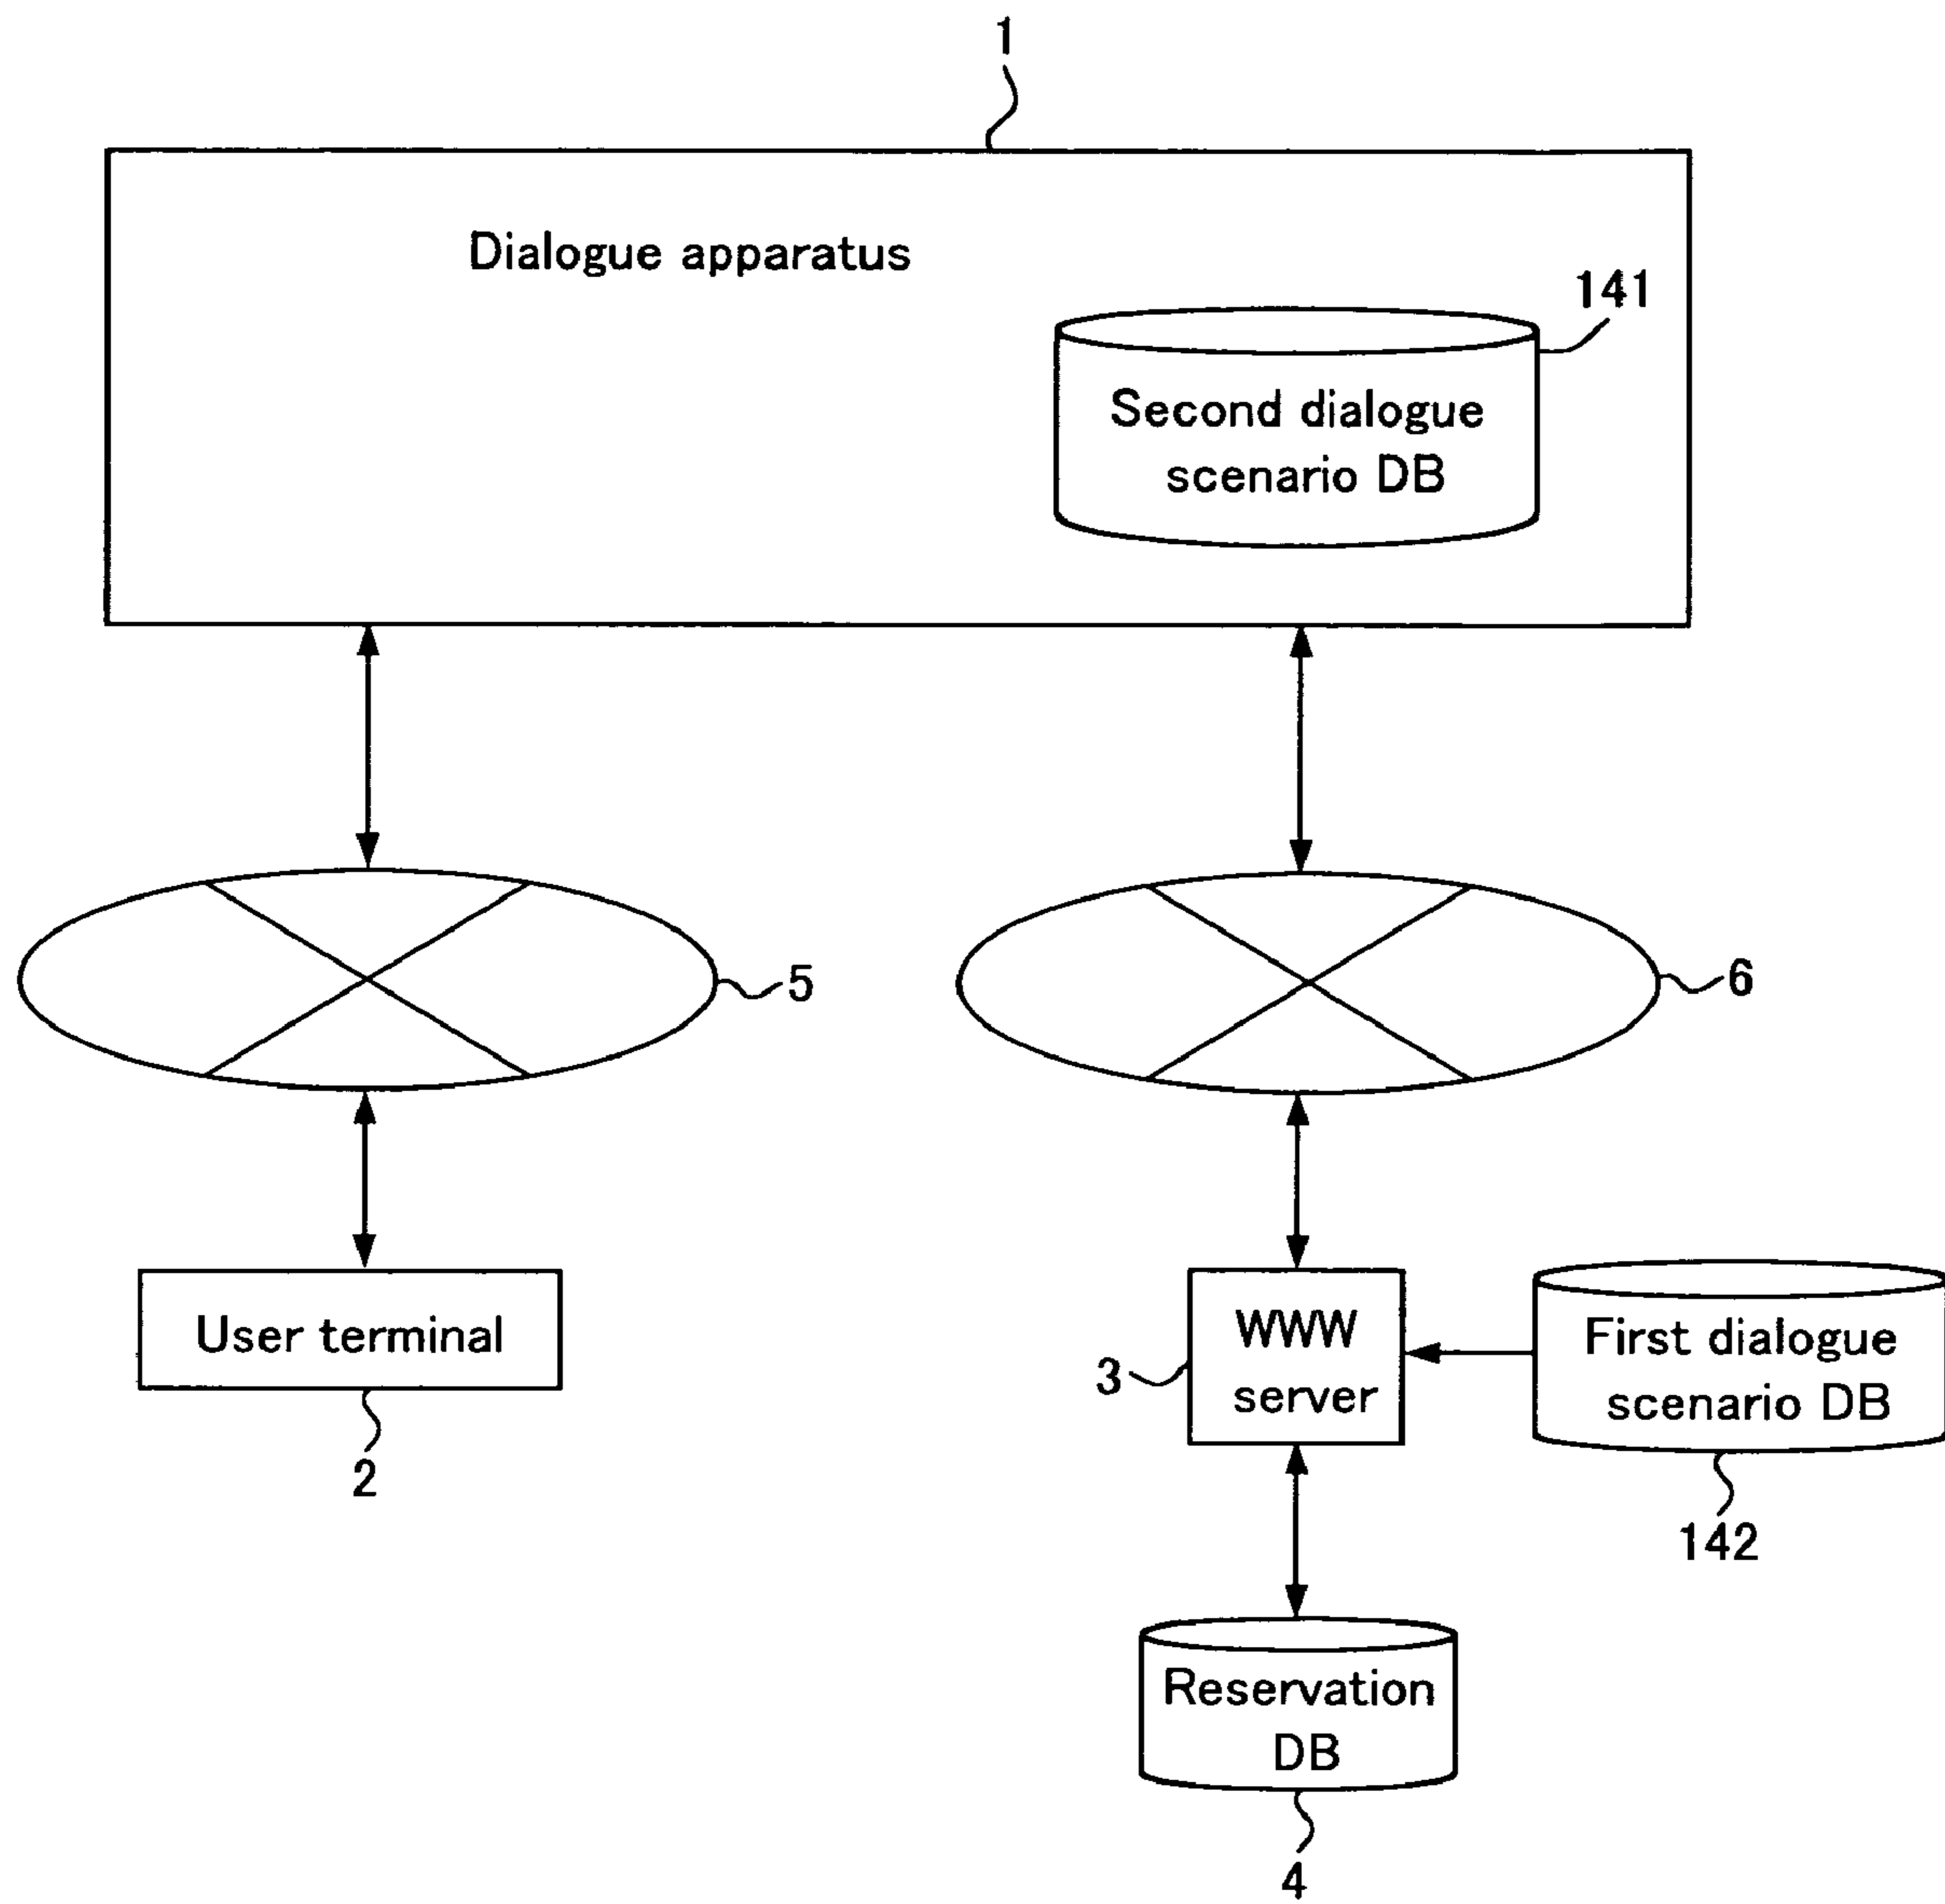 1
Dialogue apparatus
141
Second dialogue
scenario DB
5
6
User terminal
2
WWW
server
3
First dialogue
scenario DB
142
Reservation
DB
4